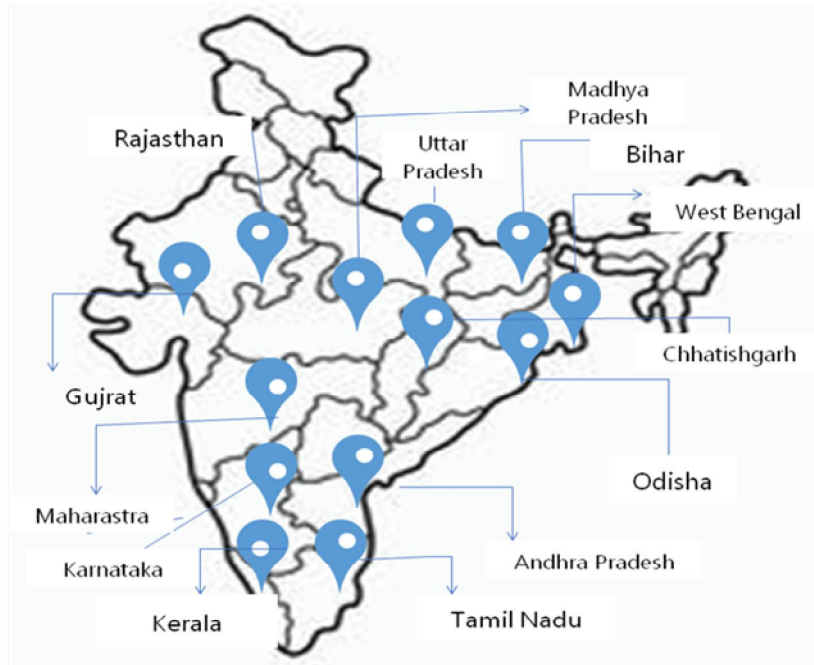 Madhya
Pradesh
Rajasthan
Uttar
Pradesh
Bihar
West Bengal
Chhatishgarh
Gujrat
Odisha
Maharastra
Andhra Pradesh
Karnataka
Kerala
Tamil Nadu